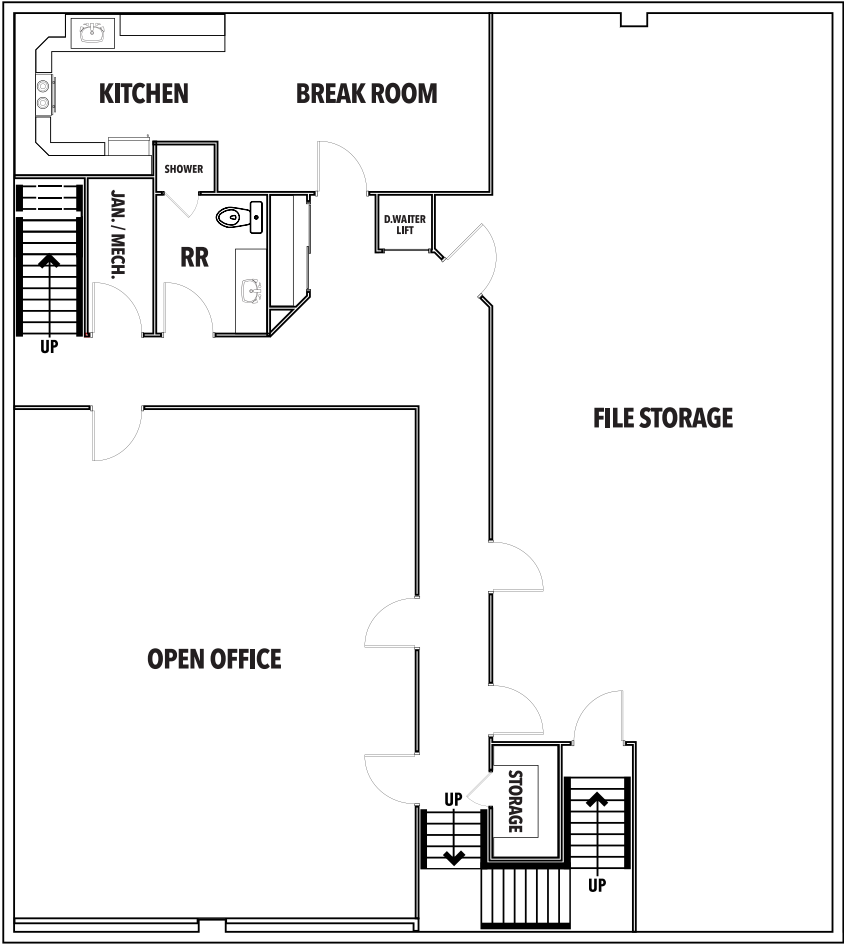 KITCHEN
BREAK ROOM
SHOWER
JAN. / MECH.
RR
D.WAITER
LIFT
UP
FILE STORAGE
OPEN OFFICE
UP
STORAGE
UP